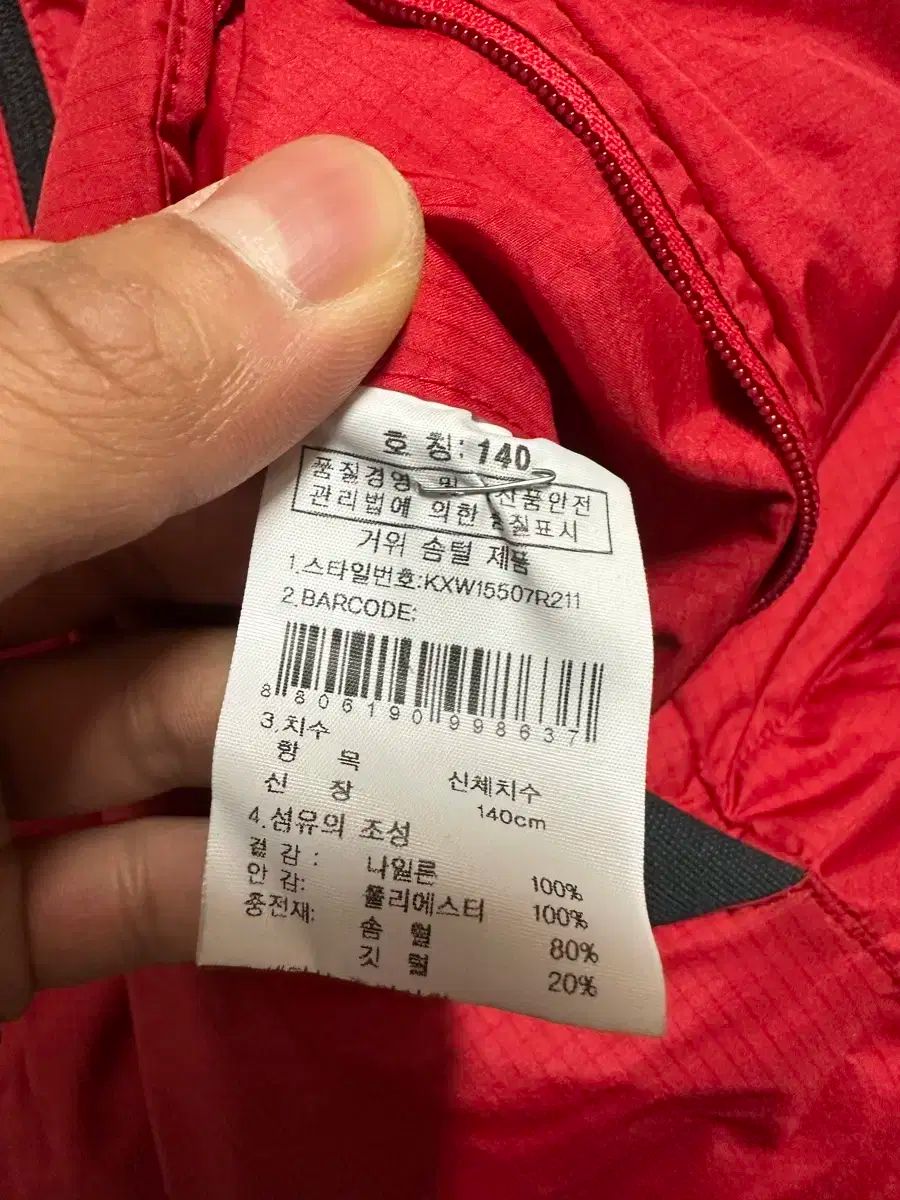 호 칭: 140
품질경영 및 산품안전
관리법에 의한 품질표시
거위 솜털 제품
1.스타일번호:KXW15507R211
2.BARCODE:
8 806190 998637
3.치수
항 목 신체치수
신 장 140cm
4.섬유의 조성
겉 감 : 나일론 100%
안 감: 폴리에스터 100%
충전재: 솜 털 80%
깃 털 20%